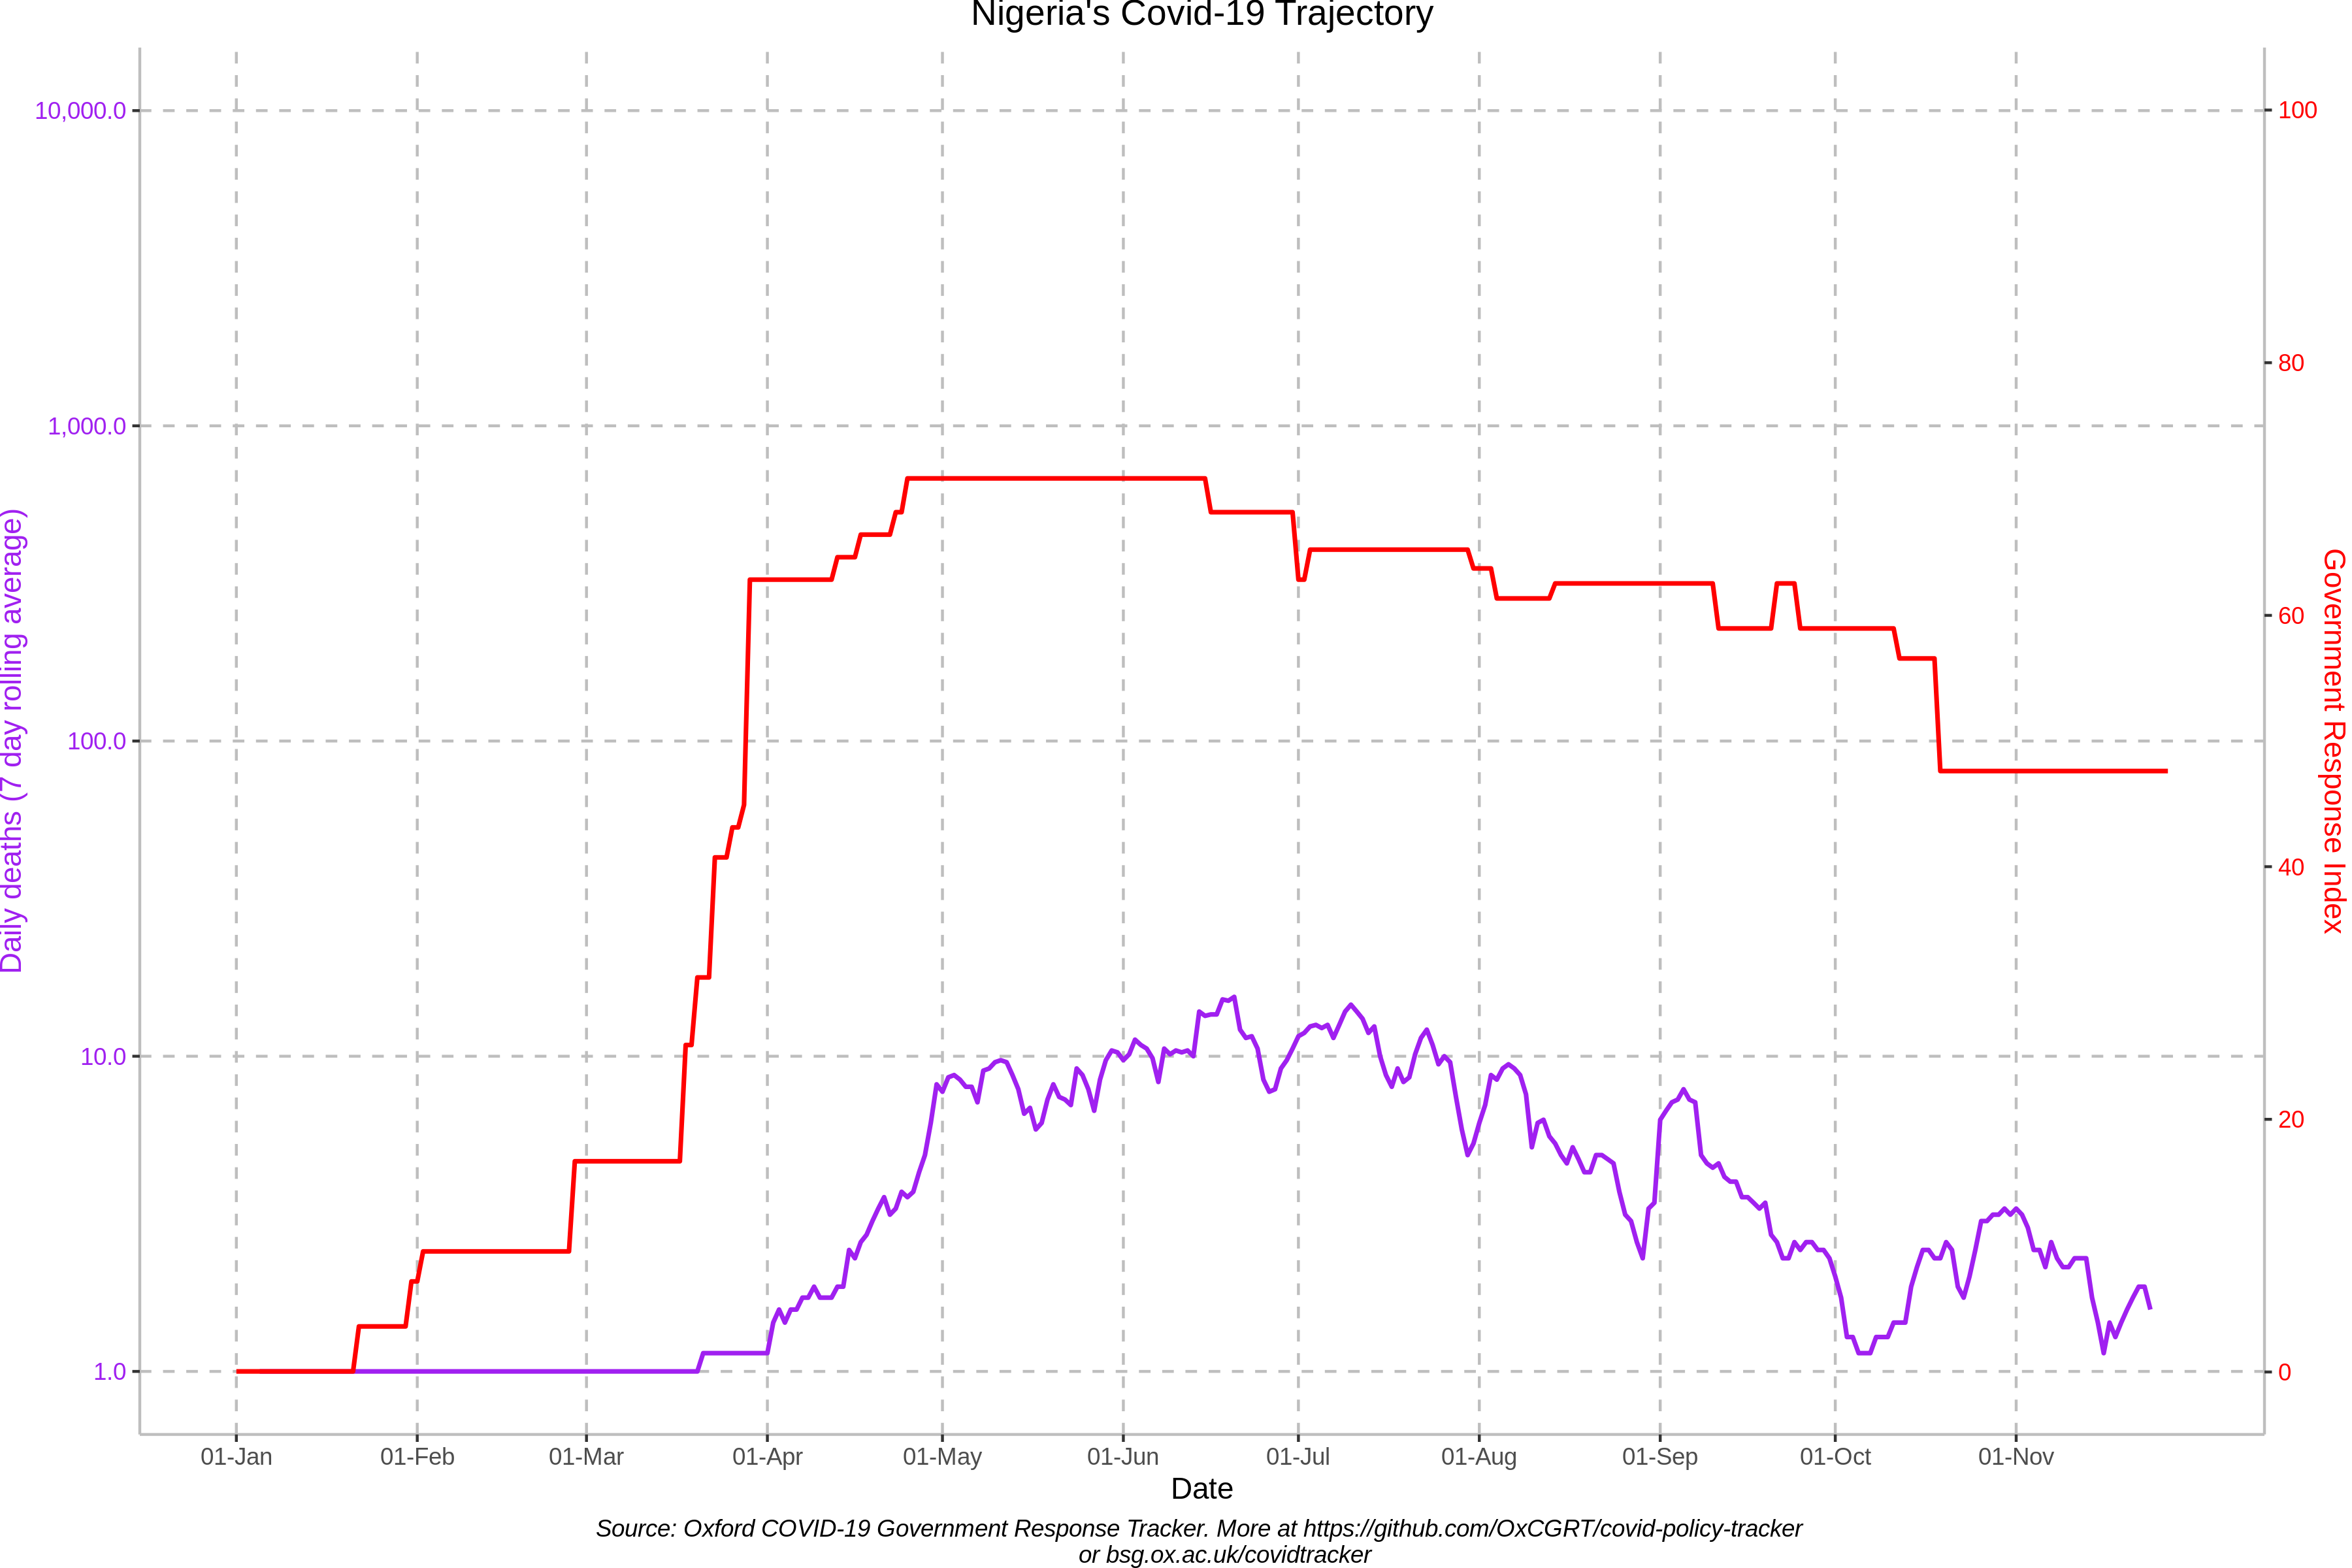 Nigeria's Covid-19 Trajectory
10,000.0
1,000.0
100.0
10.0
1.0
Daily deaths (7 day rolling average)
100
80
60
40
20
0
Government Response Index
01-Jan 01-Feb 01-Mar 01-Apr 01-May 01-Jun 01-Jul 01-Aug 01-Sep 01-Oct 01-Nov
Date
Source: Oxford COVID-19 Government Response Tracker. More at https://github.com/OxCGRT/covid-policy-tracker
or bsg.ox.ac.uk/covidtracker